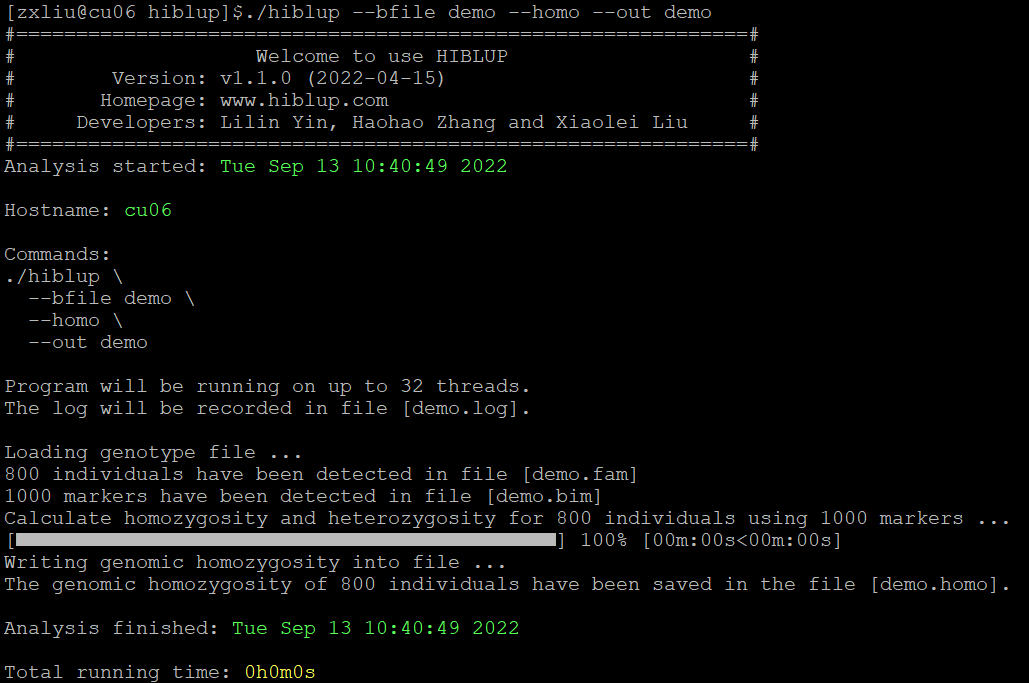 [zxliu@cu06 hiblup]$./hiblup --bfile demo --homo --out demo
#=============================================================#
# Welcome to use HIBLUP #
# Version: v1.1.0 (2022-04-15) #
# Homepage: www.hiblup.com #
# Developers: Lilin Yin, Haohao Zhang and Xiaolei Liu #
#=============================================================#
Analysis started: Tue Sep 13 10:40:49 2022
Hostname: cu06
Commands:
./hiblup \
--bfile demo \
--homo \
--out demo
Program will be running on up to 32 threads.
The log will be recorded in file [demo.log].
Loading genotype file ...
800 individuals have been detected in file [demo.fam]
1000 markers have been detected in file [demo.bim]
Calculate homozygosity and heterozygosity for 800 individuals using 1000 markers ...
[ ] 100% [00m:00s<00m:00s]
Writing genomic homozygosity into file ...
The genomic homozygosity of 800 individuals have been saved in the file [demo.homo].
Analysis finished: Tue Sep 13 10:40:49 2022
Total running time: 0h0m0s